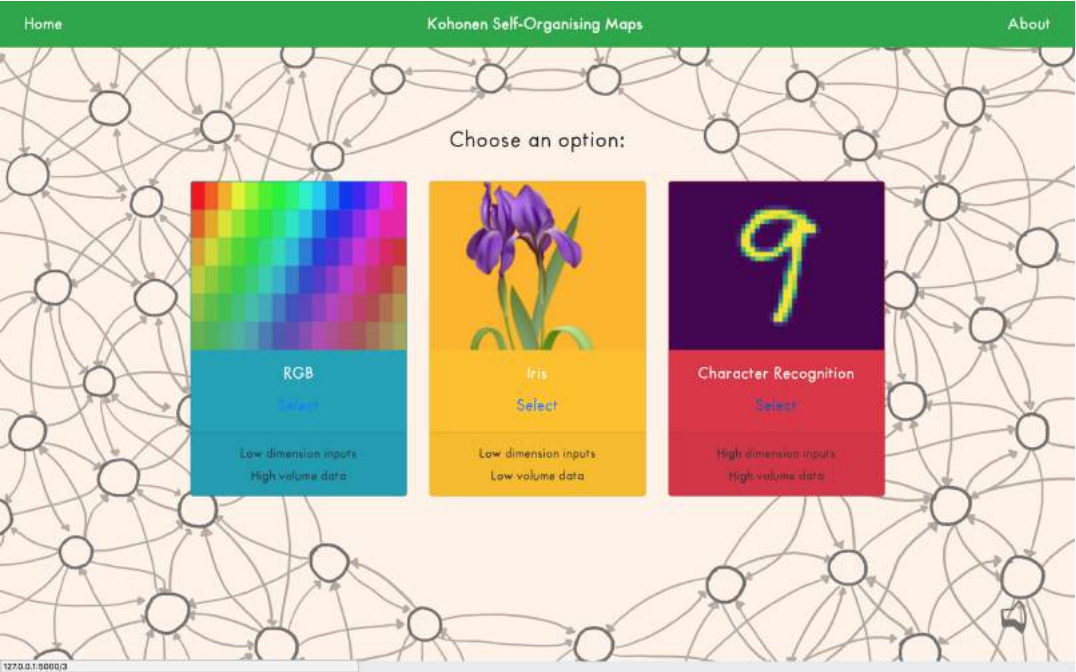 Home
Kohonen Self-Organising Maps
About
Choose an option:
RGB
Select
Low dimension inputs
High volume data
Iris
Select
Low dimension inputs
Low volume data
9
Character Recognition
Select
High dimension inputs
High volume data
127.0.0.1:5000/3